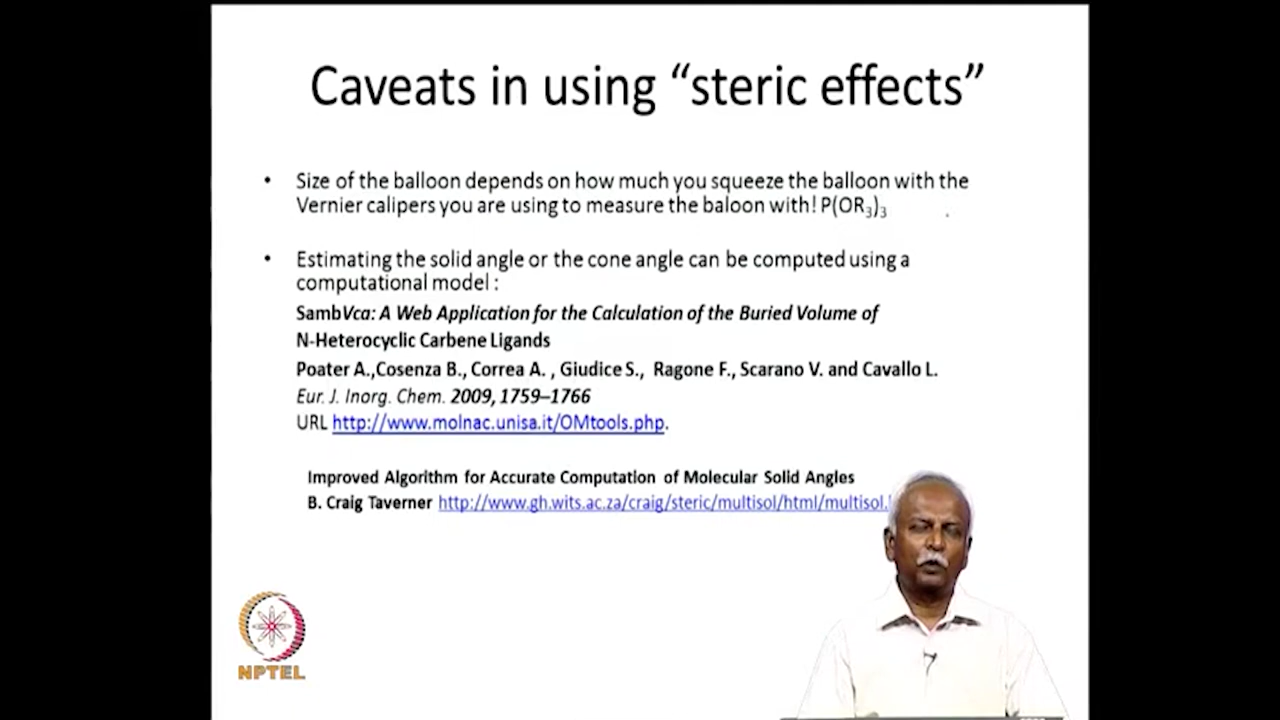 Caveats in using “steric effects”
• Size of the balloon depends on how much you squeeze the balloon with the
Vernier calipers you are using to measure the baloon with! P(OR₃)₃
• Estimating the solid angle or the cone angle can be computed using a
computational model :
SambVca: A Web Application for the Calculation of the Buried Volume of
N-Heterocyclic Carbene Ligands
Poater A.,Cosenza B., Correa A. , Giudice S., Ragone F., Scarano V. and Cavallo L.
Eur. J. Inorg. Chem. 2009, 1759–1766
URL http://www.molnac.unisa.it/OMtools.php.
Improved Algorithm for Accurate Computation of Molecular Solid Angles
B. Craig Taverner http://www.gh.wits.ac.za/craig/steric/multisol/html/multisol.
NPTEL